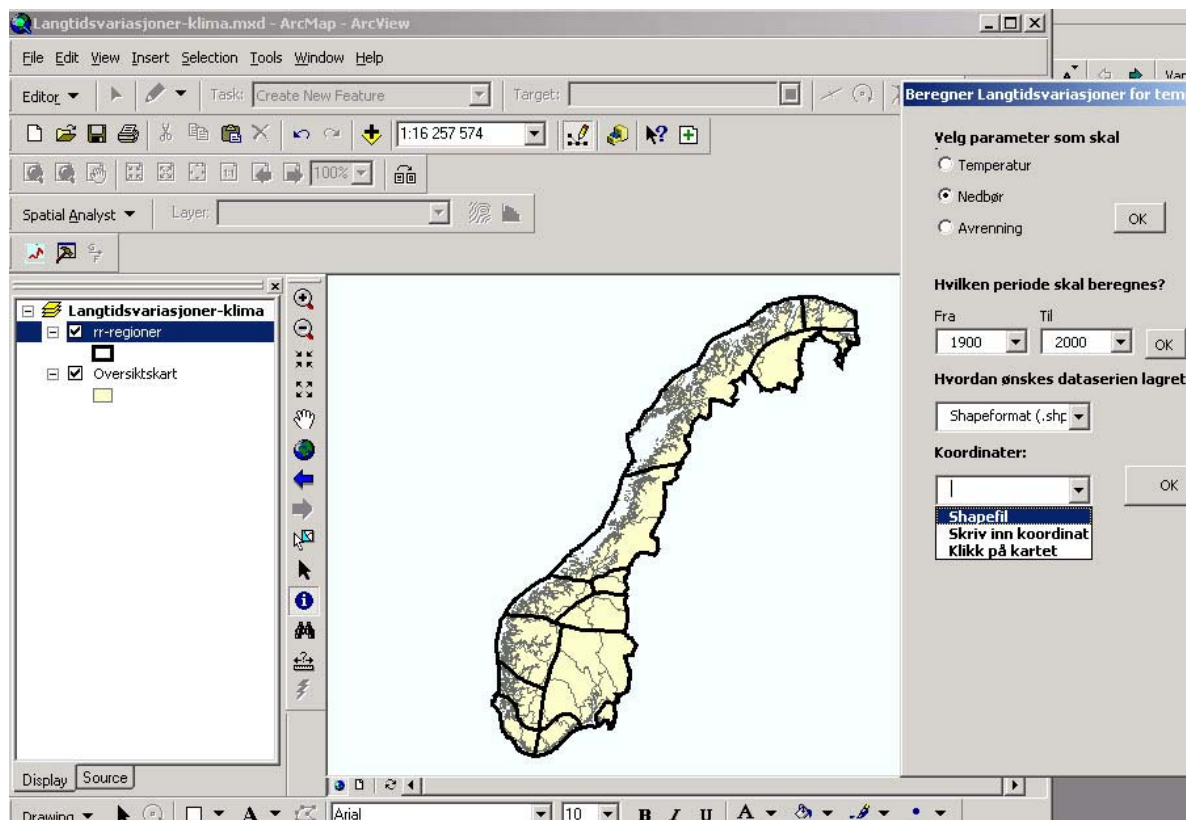 Langtidsvariasjoner-klima.mxd - ArcMap - ArcView
File Edit View Insert Selection Tools Window Help
Editor Task: Create New Feature Target:
1:16 257 574
100%
Spatial Analyst Layer:
Langtidsvariasjoner-klima
rr-regioner
Oversiktskart
Display Source
Drawing Arial 10 B I U A
Beregner Langtidsvariasjoner for tem
Velg parameter som skal
Temperatur
Nedbør
OK
Avrenning
Hvilken periode skal beregnes?
Fra Til
1900 2000 OK
Hvordan ønskes dataserien lagret
Shapeformat (.shp
Koordinater:
OK
Shapefil
Skriv inn koordinat
Klikk på kartet